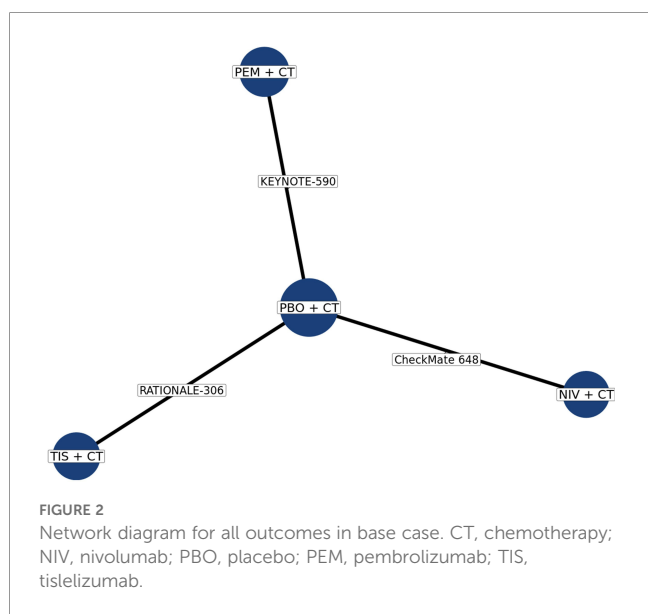 PEM + CT
KEYNOTE-590
PBO + CT
CheckMate 648
RATIONALE-306
NIV + CT
TIS + CT
FIGURE 2
Network diagram for all outcomes in base case. CT, chemotherapy;
NIV, nivolumab; PBO, placebo; PEM, pembrolizumab; TIS,
tislelizumab.